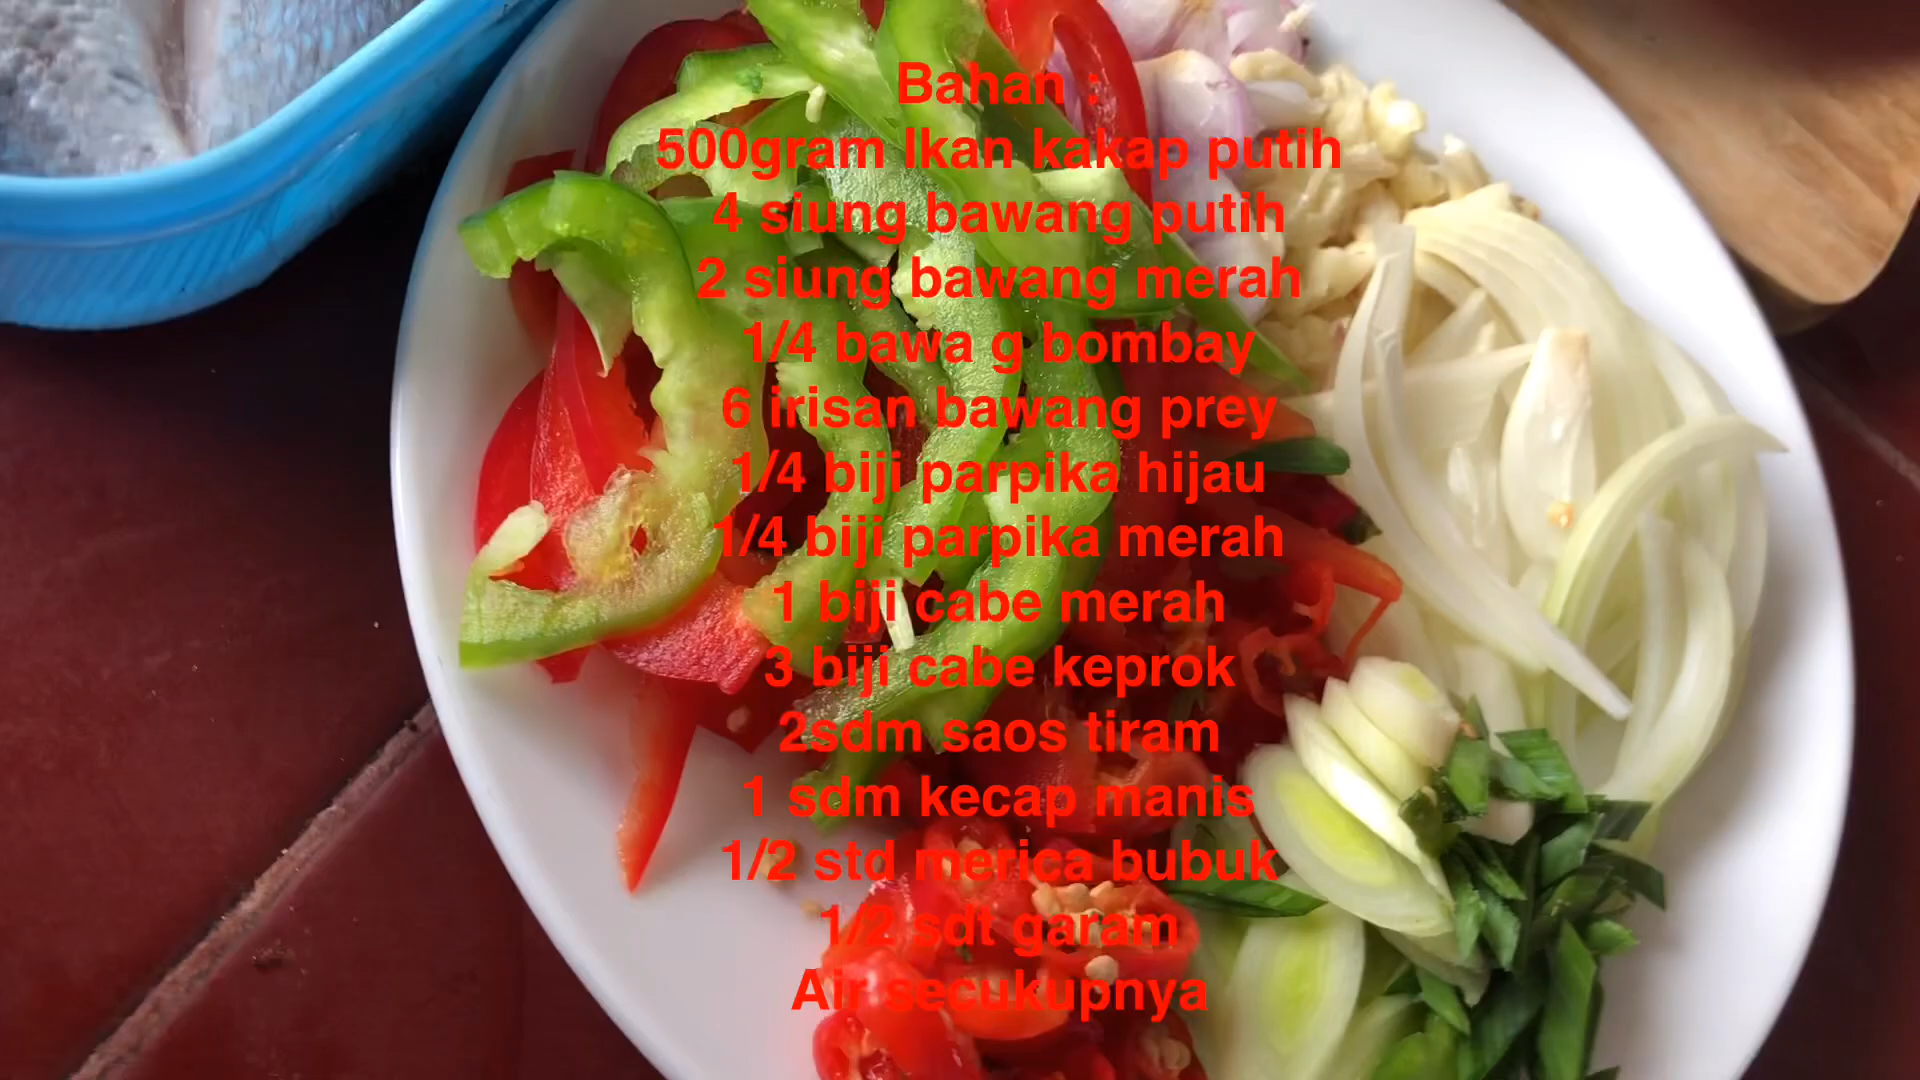 Bahan :
500gram Ikan kakap putih
4 siung bawang putih
2 siung bawang merah
1/4 bawa g bombay
6 irisan bawang prey
1/4 biji parpika hijau
1/4 biji parpika merah
1 biji cabe merah
3 biji cabe keprok
2sdm saos tiram
1 sdm kecap manis
1/2 std merica bubuk
1/2 sdt garam
Air secukupnya